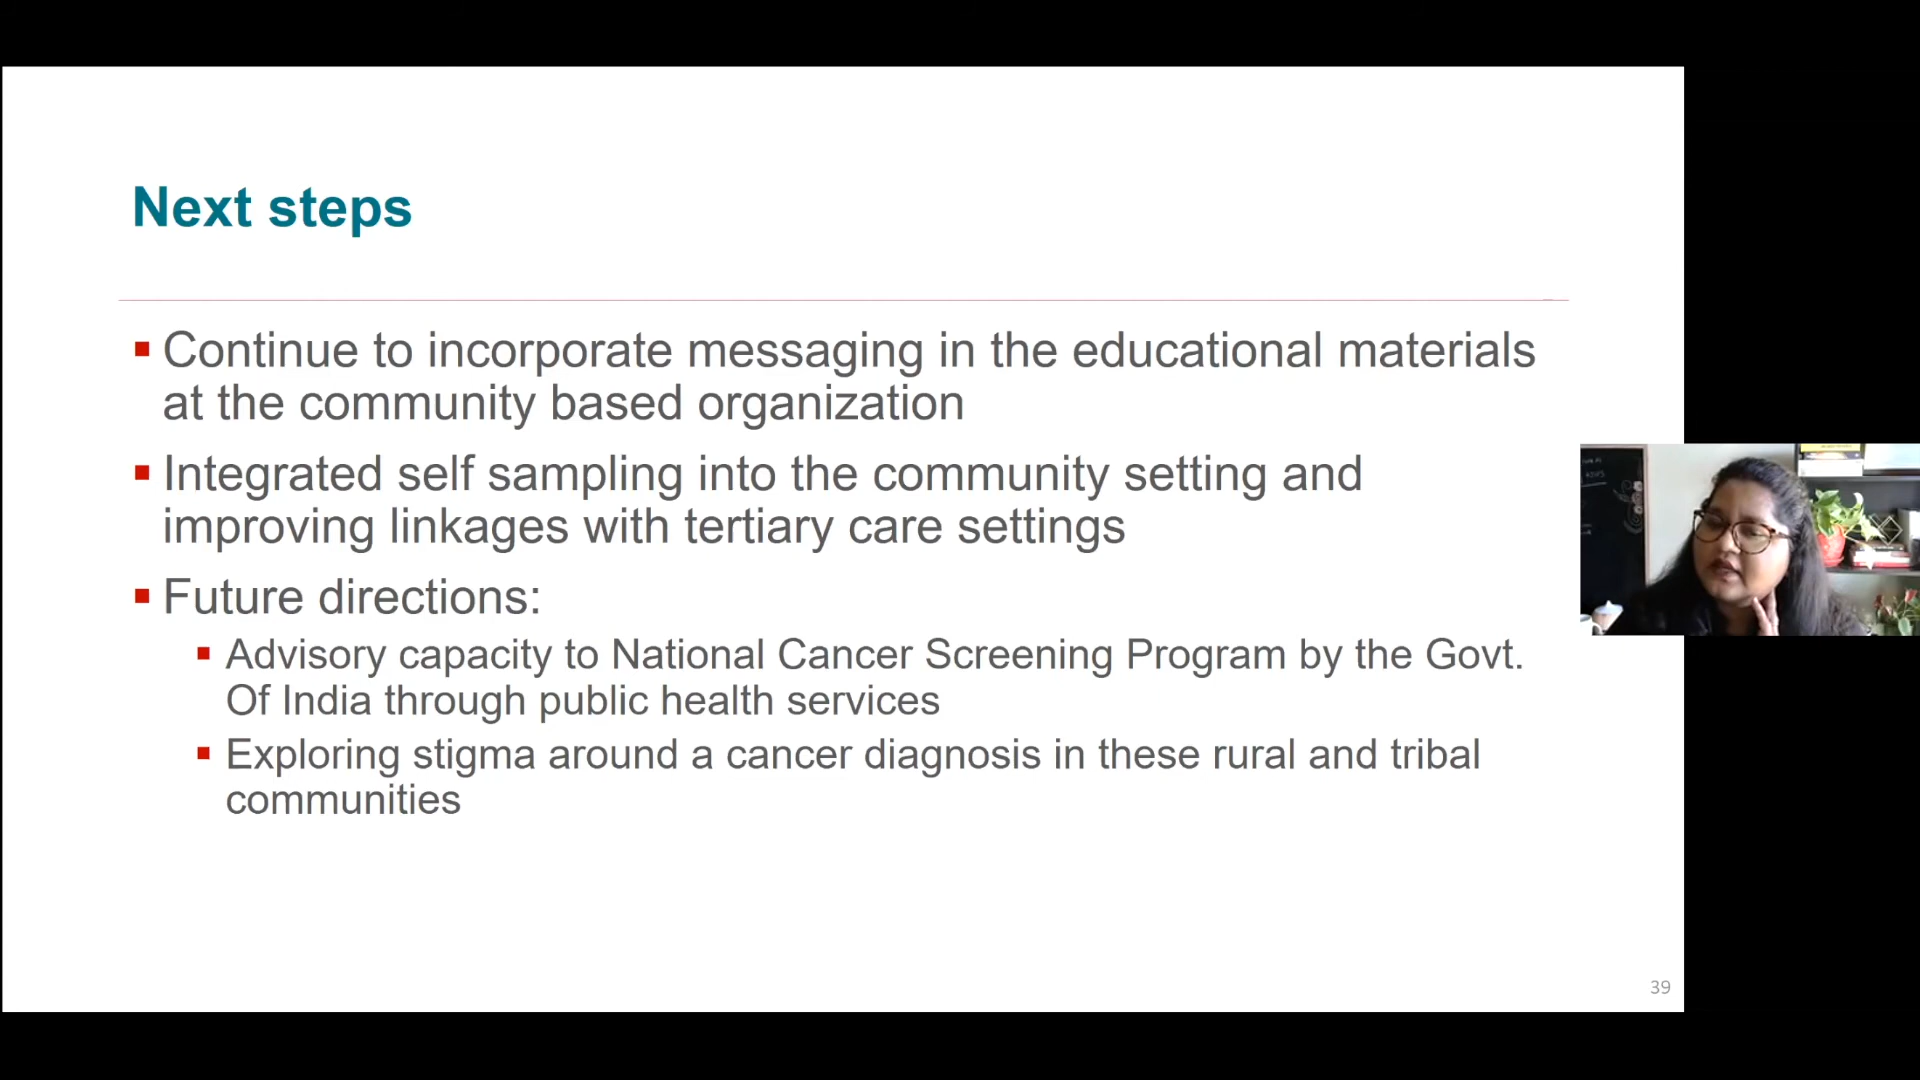 Next steps
Continue to incorporate messaging in the educational materials
at the community based organization
Integrated self sampling into the community setting and
improving linkages with tertiary care settings
Future directions:
Advisory capacity to National Cancer Screening Program by the Govt.
Of India through public health services
Exploring stigma around a cancer diagnosis in these rural and tribal
communities
39